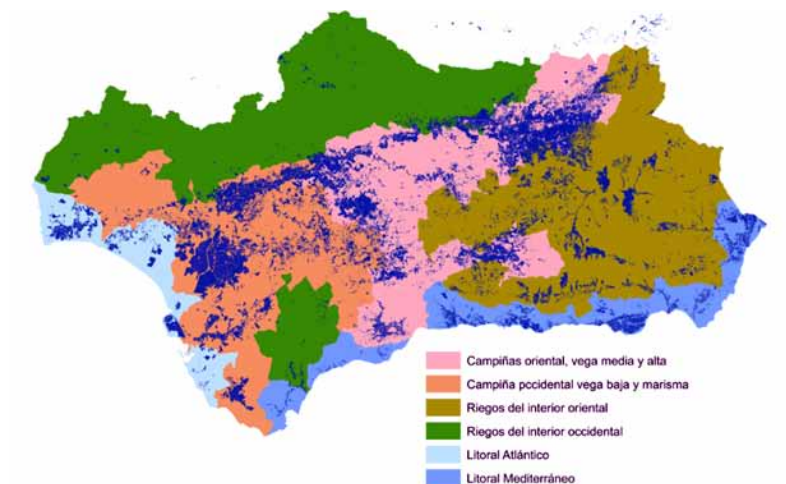 Campiñas oriental, vega media y alta
Campiña pccidental vega baja y marisma
Riegos del interior oriental
Riegos del interior occidental
Litoral Atlántico
Litoral Mediterráneo